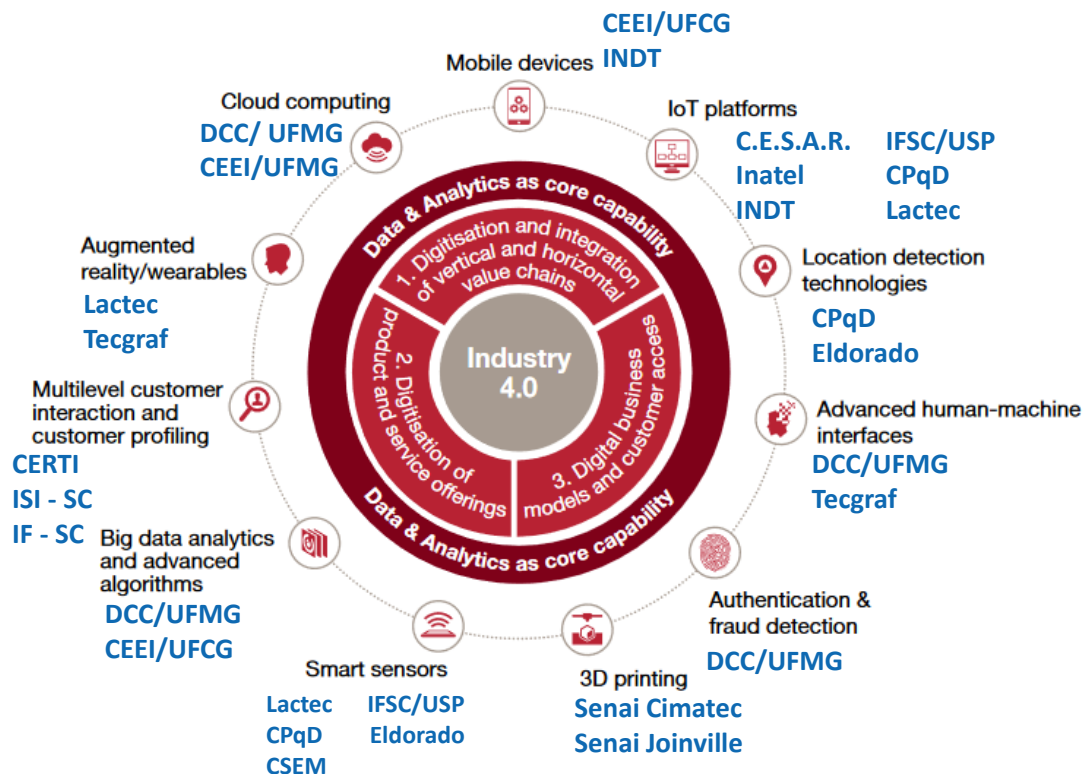 CEEI/UFCG
INDT
Mobile devices
Cloud computing
DCC/ UFMG
CEEI/UFMG
IoT platforms
C.E.S.A.R.
Inatel
INDT
IFSC/USP
CPqD
Lactec
Augmented
reality/wearables
Lactec
Tecgraf
Location detection
technologies
CPqD
Eldorado
Data & Analytics as core capability
1. Digitisation and integration
of vertical and horizontal
value chains
2. Digitisation of
product and service offerings
3. Digital business
models and customer access
Industry
4.0
Data & Analytics as core capability
Multilevel customer
interaction and
customer profiling
CERTI
ISI - SC
IF - SC
Advanced human-machine
interfaces
DCC/UFMG
Tecgraf
Big data analytics
and advanced
algorithms
DCC/UFMG
CEEI/UFCG
Authentication &
fraud detection
DCC/UFMG
Smart sensors
Lactec
CPqD
CSEM
IFSC/USP
Eldorado
3D printing
Senai Cimatec
Senai Joinville